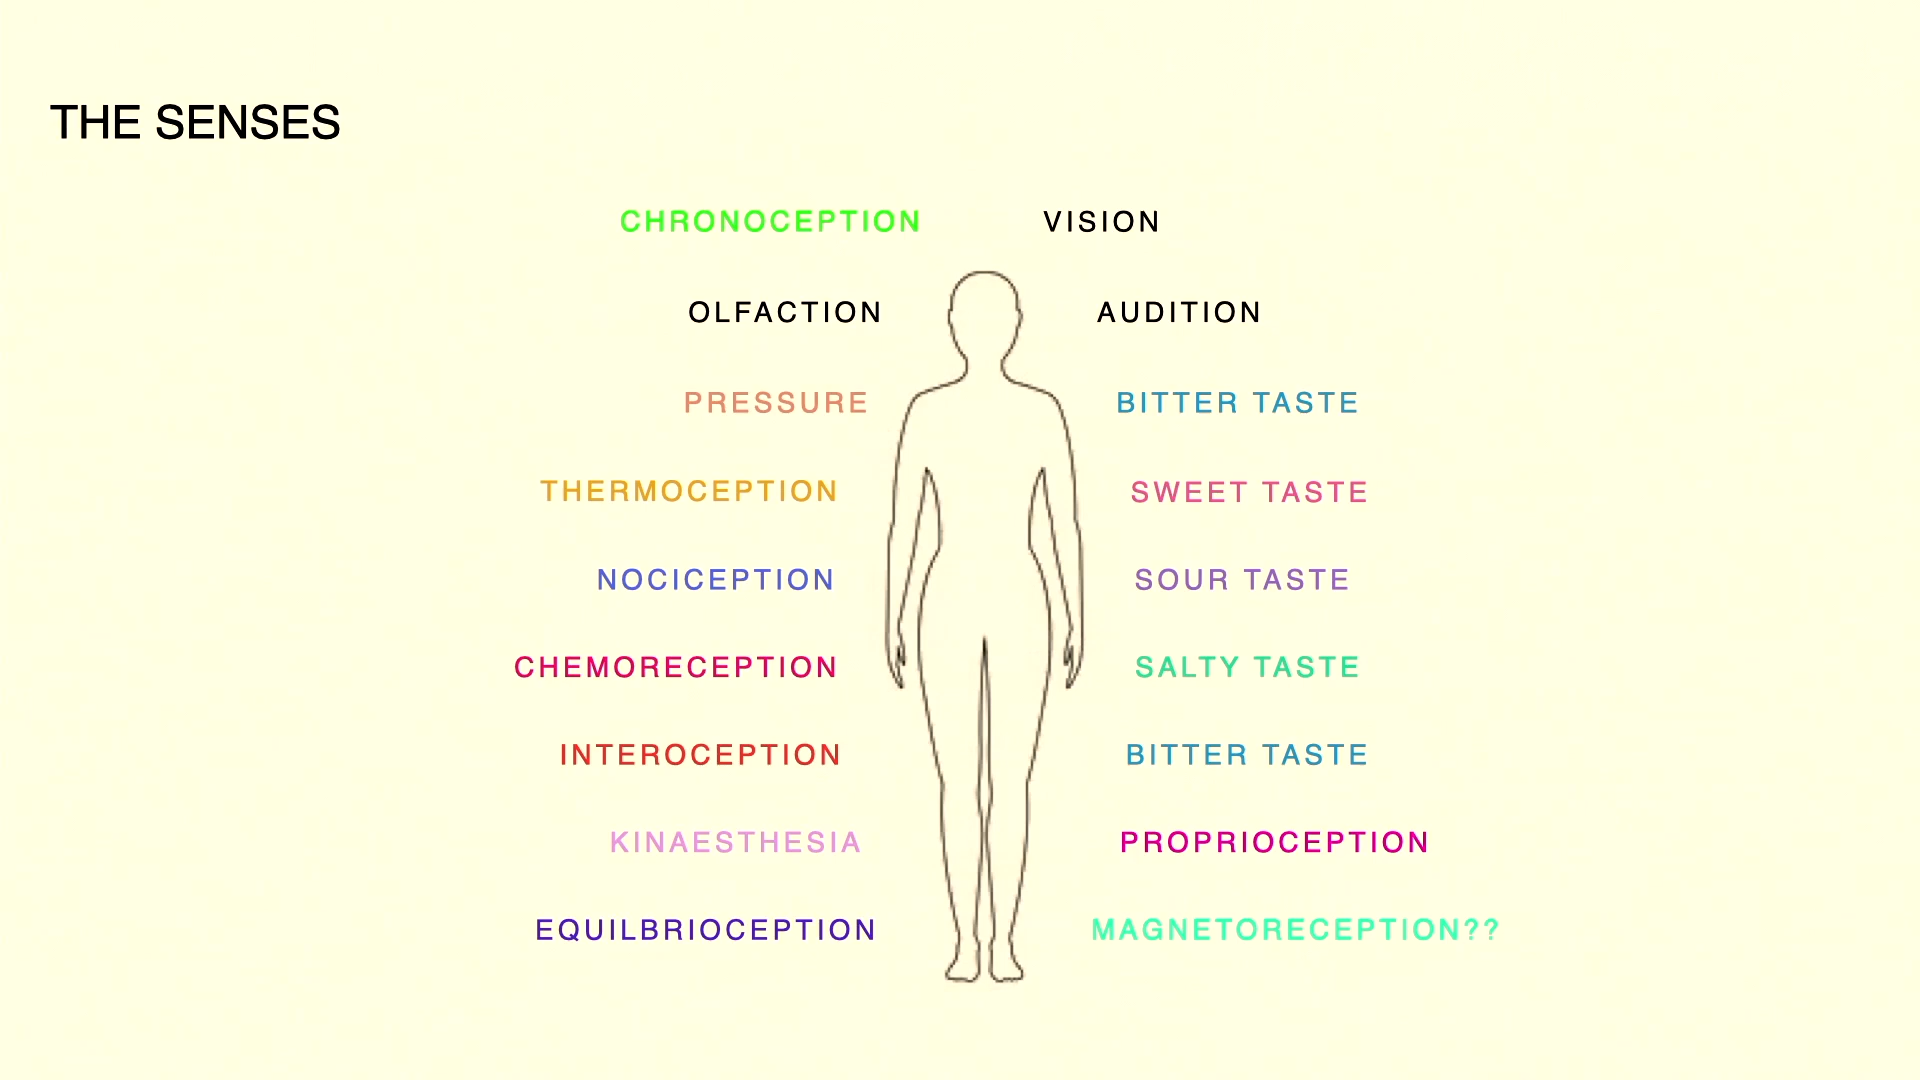 THE SENSES
CHRONOCEPTION
VISION
OLFACTION
AUDITION
PRESSURE
BITTER TASTE
THERMOCEPTION
SWEET TASTE
NOCICEPTION
SOUR TASTE
CHEMORECEPTION
SALTY TASTE
INTEROCEPTION
BITTER TASTE
KINAESTHESIA
PROPRIOCEPTION
EQUILBRIOCEPTION
MAGNETORECEPTION??